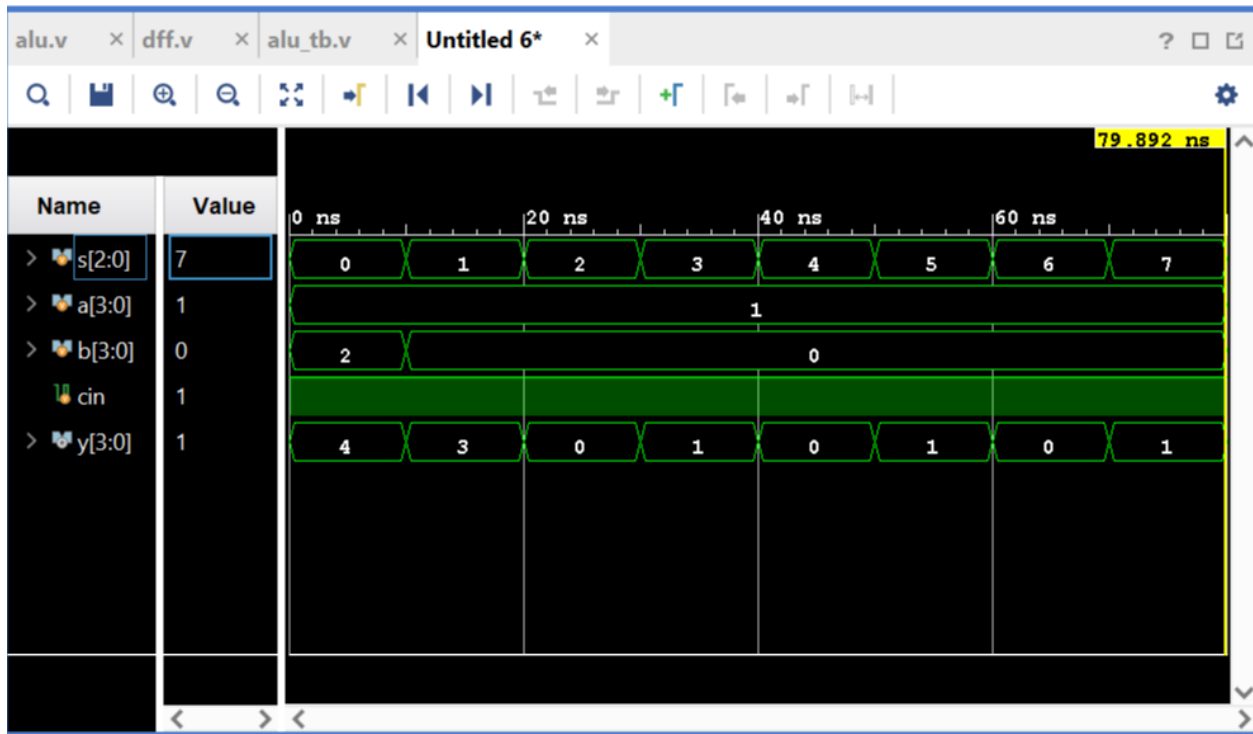 alu.v × dff.v × alu_tb.v × Untitled 6* × ?
79.892 ns
Name Value 0 ns 20 ns 40 ns 60 ns
s[2:0] 7 0 1 2 3 4 5 6 7
a[3:0] 1 1
b[3:0] 0 2 0
cin 1
y[3:0] 1 4 3 0 1 0 1 0 1